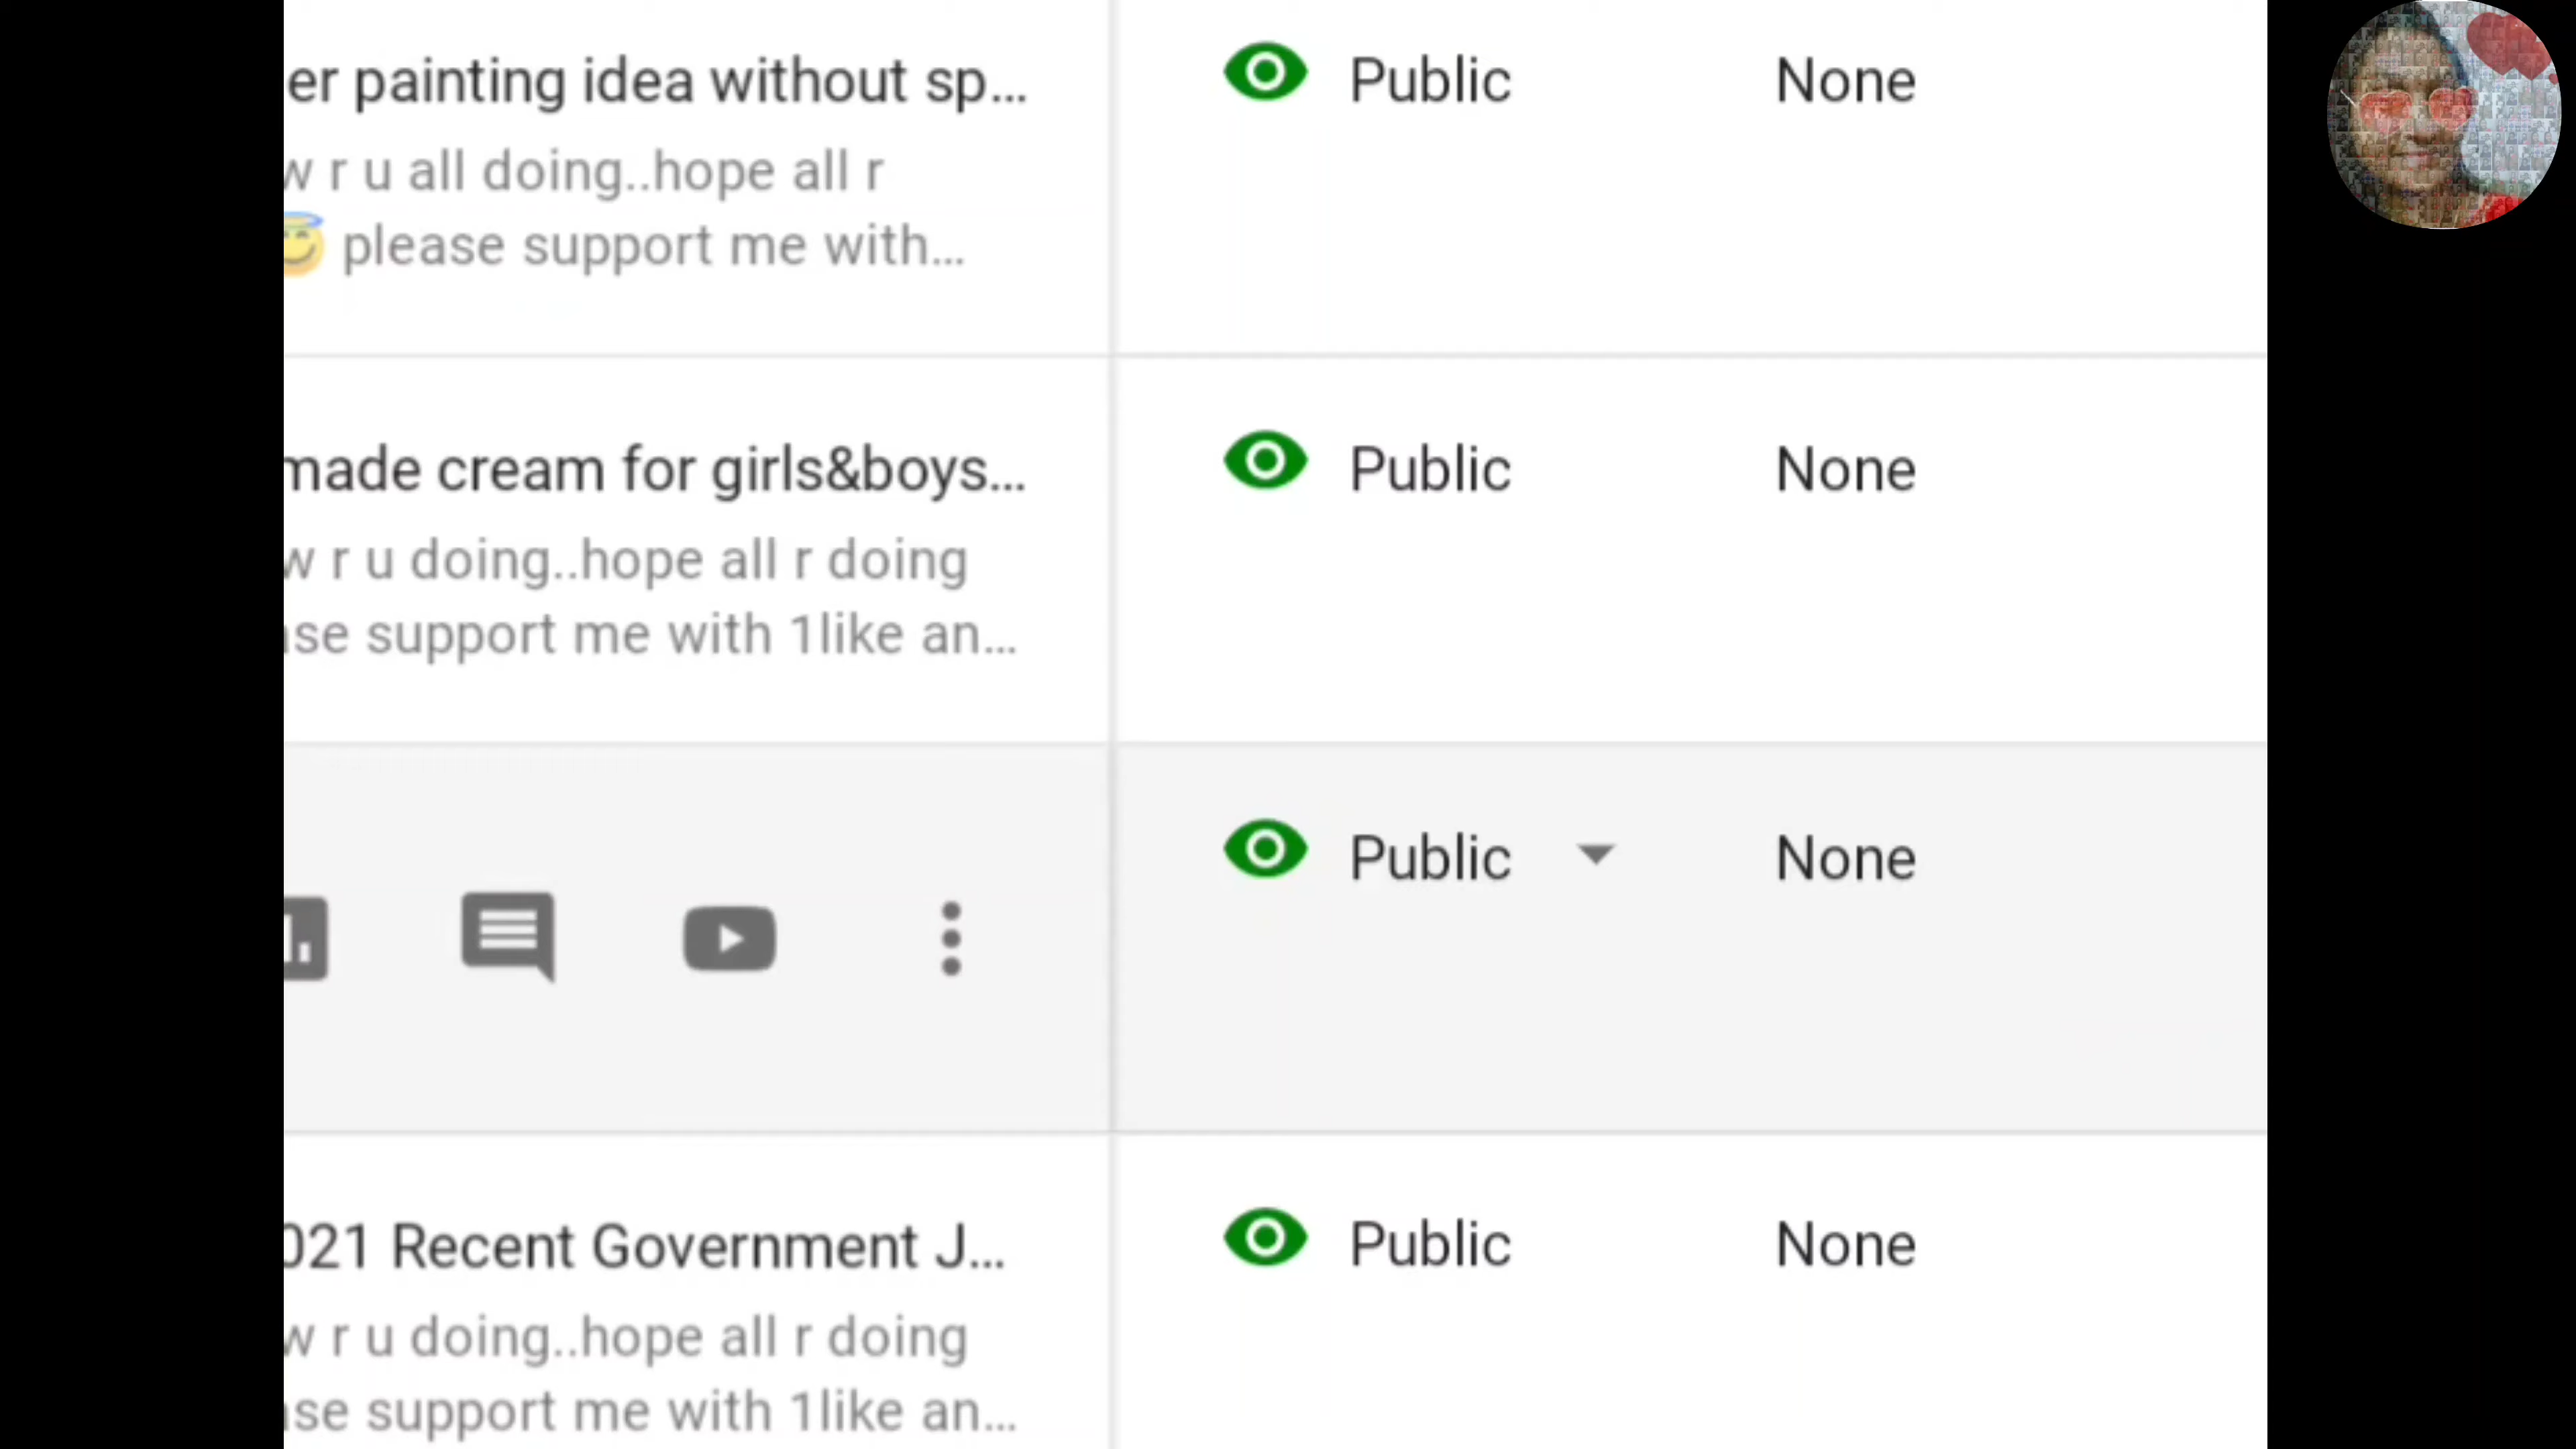 er painting idea without sp... Public None
w r u all doing..hope all r
please support me with...
made cream for girls&boys... Public None
w r u doing..hope all r doing
se support me with 1like an...
Public None
021 Recent Government J... Public None
w r u doing..hope all r doing
se support me with 1like an...